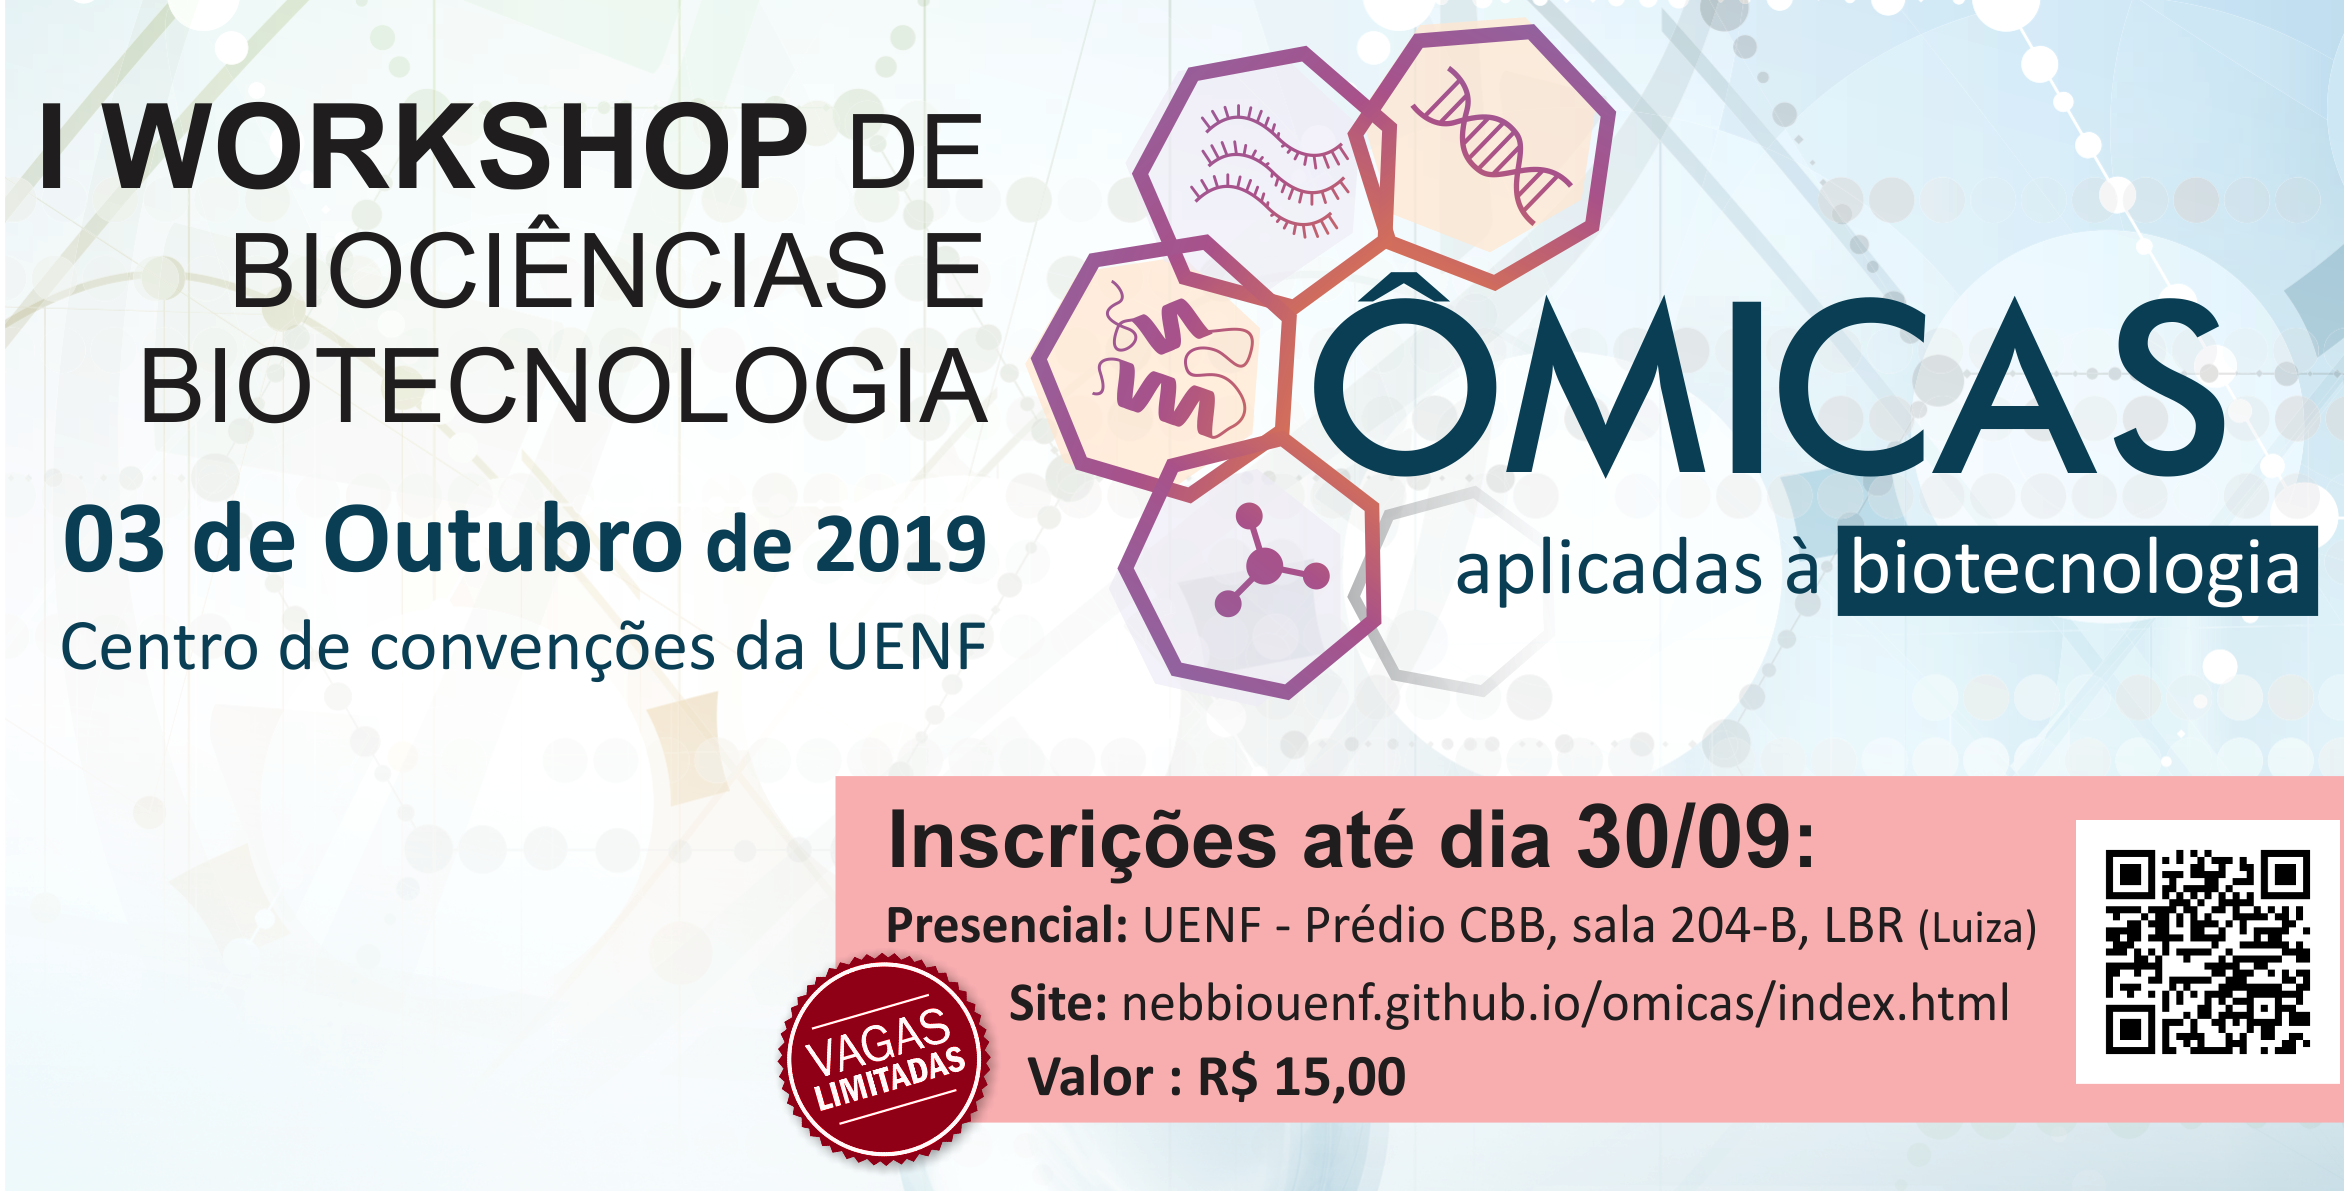 I WORKSHOP DE
BIOCIÊNCIAS E
BIOTECNOLOGIA
03 de Outubro de 2019
Centro de convenções da UENF
ÔMICAS
aplicadas à biotecnologia
Inscrições até dia 30/09:
Presencial: UENF - Prédio CBB, sala 204-B, LBR (Luiza)
Site: nebbiouenf.github.io/omicas/index.html
Valor : R$ 15,00
VAGAS
LIMITADAS